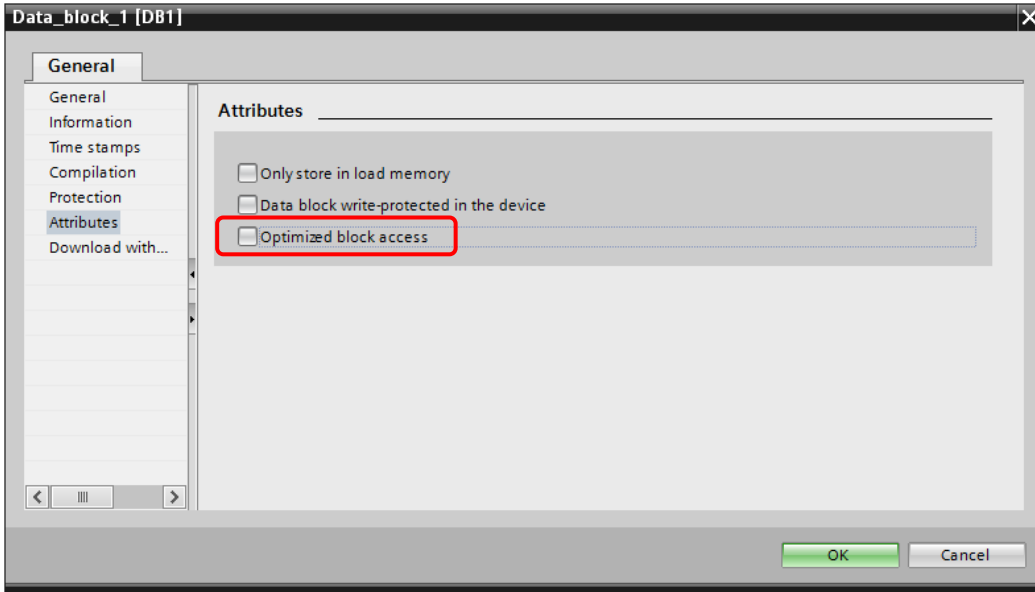 Data_block_1 [DB1]
General
General
Information
Time stamps
Compilation
Protection
Attributes
Download with...
Attributes
Only store in load memory
Data block write-protected in the device
Optimized block access
OK
Cancel